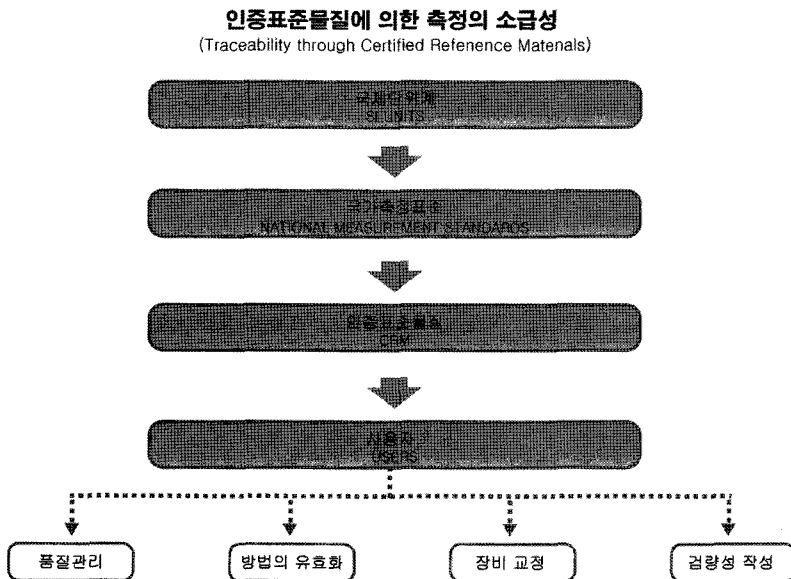 인증표준물질에 의한 측정의 소급성
(Traceability through Certified Refenence Matenals)
국제단위계
SI UNITS
국가측정표준
NATIONAL MEASUREMENT STANDARDS
인증표준물질
CRM
사용자
USERS
품질관리
방법의 유효화
장비 교정
검량성 작성